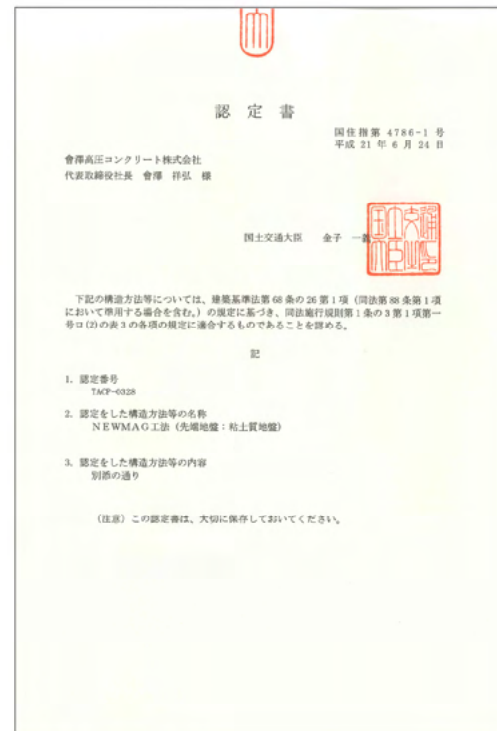 認定書
国住指第 4786-1 号
平成 21 年 6 月 24 日
會澤高圧コンクリート株式会社
代表取締役社長 會澤 祥弘 様
国土交通大臣 金子 一義
下記の構造方法等については、建築基準法第 68 条の 26 第 1 項（同法第 88 条第 1 項
において準用する場合を含む。）の規定に基づき、同法施行規則第 1 条の 3 第 1 項第一
号ロ(2)の表 3 の各項の規定に適合するものであることを認める。
記
1. 認定番号
TACP-0328
2. 認定をした構造方法等の名称
ＮＥＷＭＡＧ工法（先端地盤：粘土質地盤）
3. 認定をした構造方法等の内容
別添の通り
（注意）この認定書は、大切に保存しておいてください。